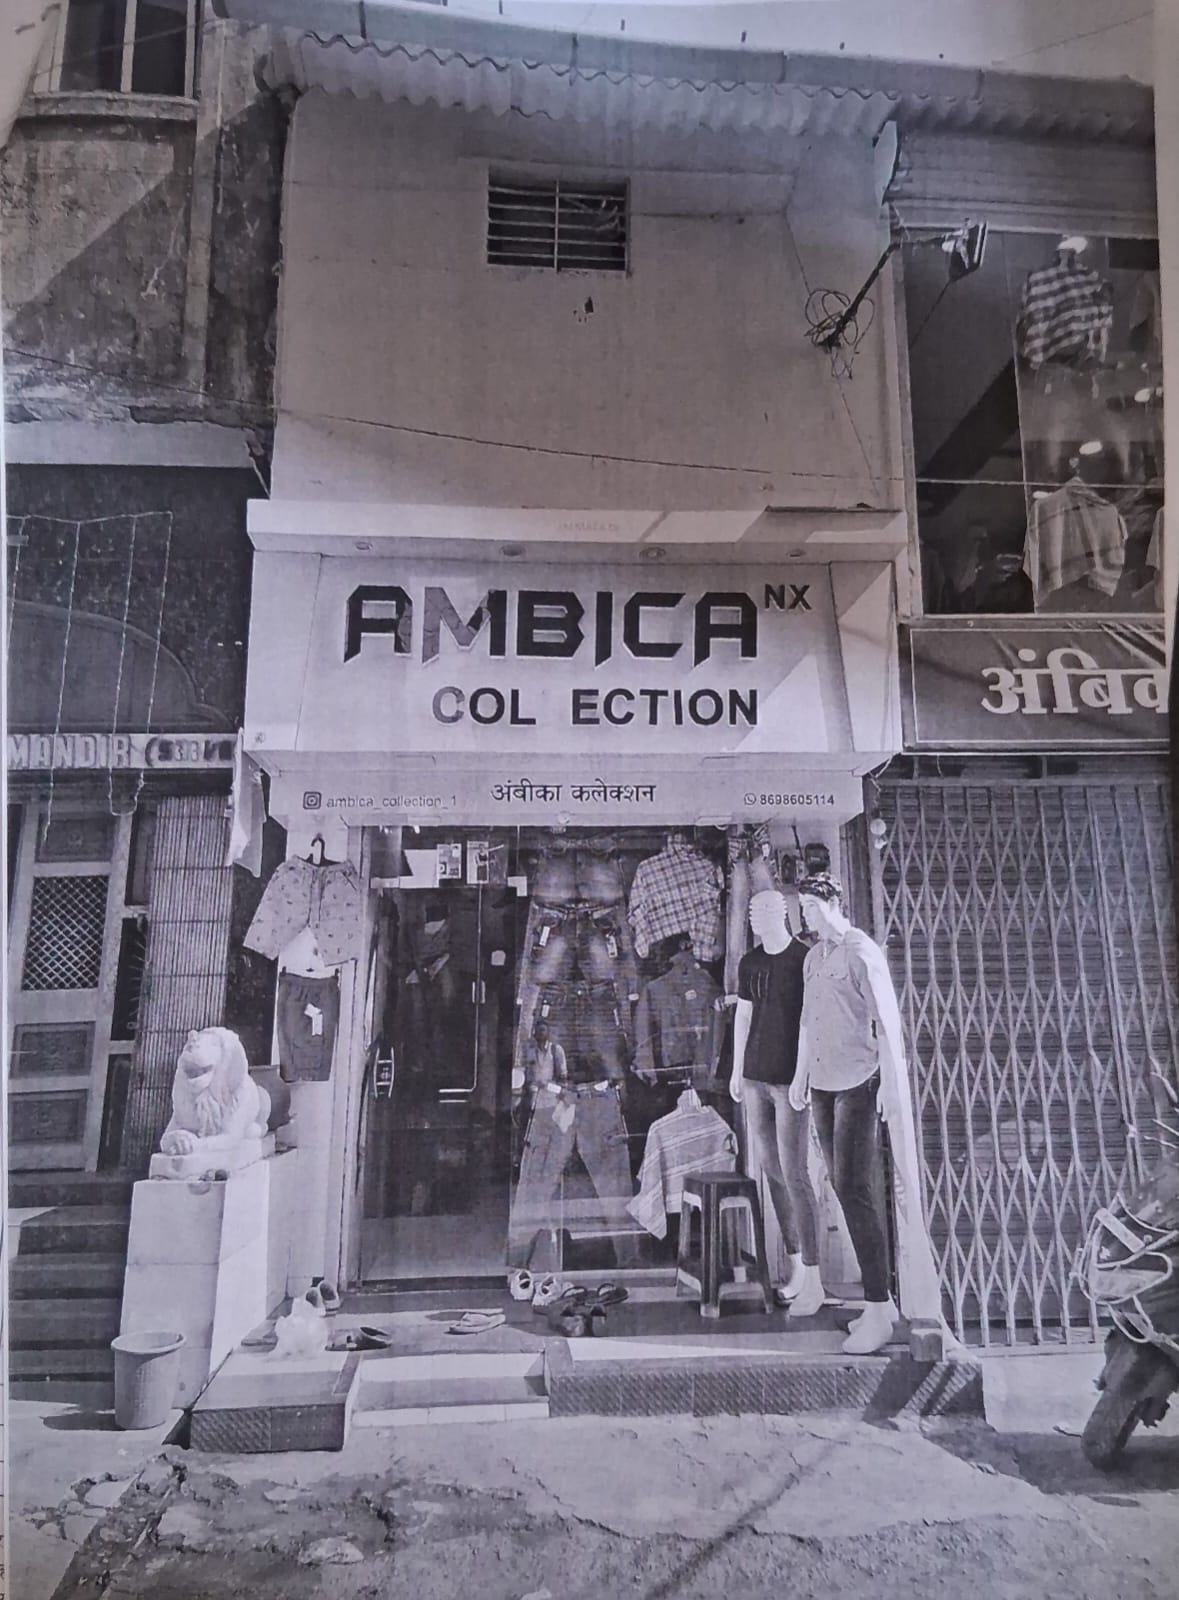 AMBICA NX
COL ECTION
अंबीका कलेक्शन
ambica_collection_1
8698605114
MANDIR
अंबिक